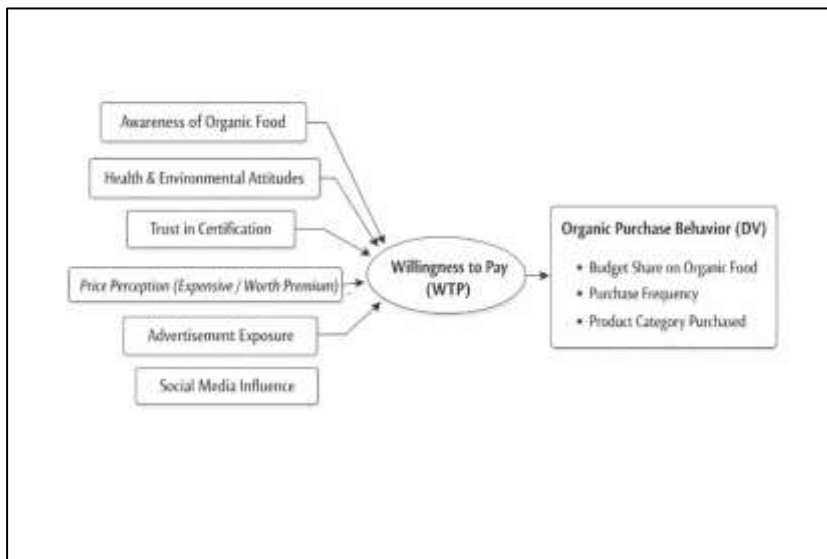 Awareness of Organic Food
Health & Environmental Attitudes
Trust in Certification
Price Perception (Expensive / Worth Premium)
Advertisement Exposure
Social Media Influence
Willingness to Pay
(WTP)
Organic Purchase Behavior (DV)
• Budget Share on Organic Food
• Purchase Frequency
• Product Category Purchased